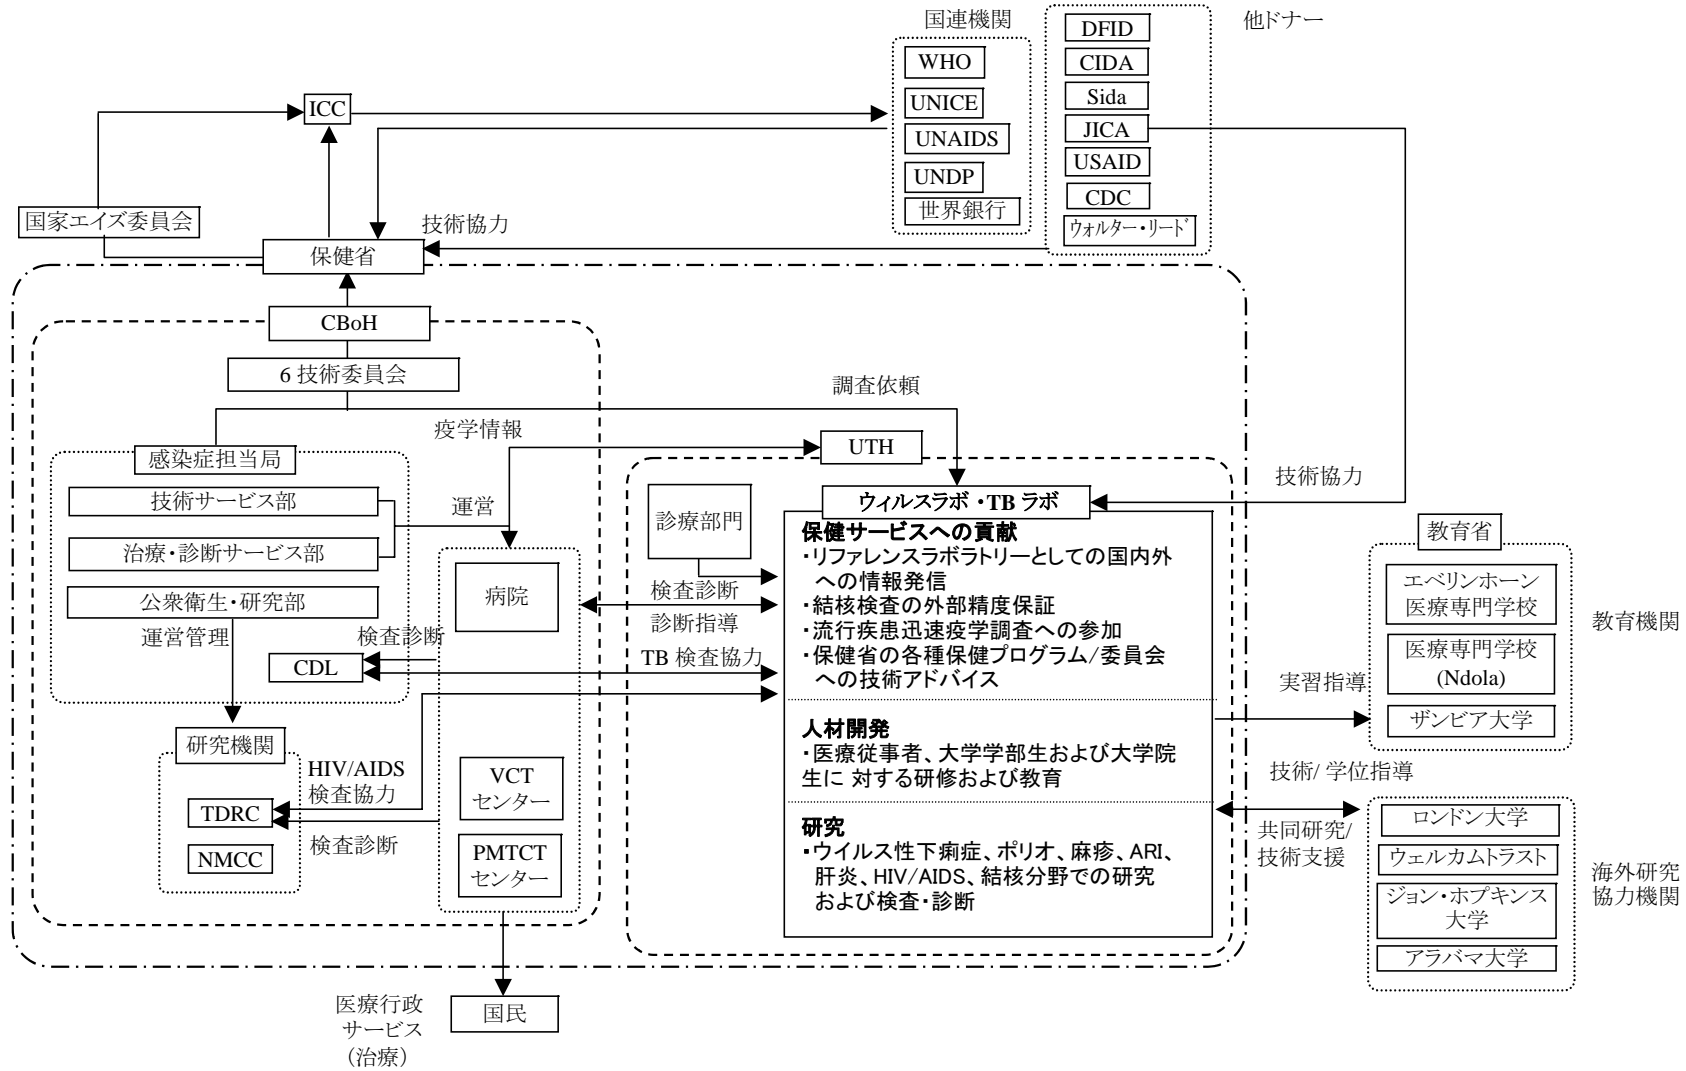 国連機関
他ドナー
WHO
UNICE
UNAIDS
UNDP
世界銀行
DFID
CIDA
Sida
JICA
USAID
CDC
ウォルター・リード
ICC
国家エイズ委員会
技術協力
保健省
CBoH
6 技術委員会
調査依頼
疫学情報
UTH
感染症担当局
技術サービス部
治療・診断サービス部
公衆衛生・研究部
運営
運営管理
検査診断
CDL
病院
研究機関
HIV/AIDS
検査協力
TDRC
NMCC
検査診断
VCT
センター
PMTCT
センター
診療部門
検査診断
診断指導
TB 検査協力
ウィルスラボ・TB ラボ
保健サービスへの貢献
・リファレンスラボラトリーとしての国内外
への情報発信
・結核検査の外部精度保証
・流行疾患迅速疫学調査への参加
・保健省の各種保健プログラム/委員会
への技術アドバイス
人材開発
・医療従事者、大学学部生および大学院
生に 対する研修および教育
研究
・ウイルス性下痢症、ポリオ、麻疹、ARI、
肝炎、HIV/AIDS、結核分野での研究
および検査・診断
技術協力
教育省
エベリンホーン
医療専門学校
医療専門学校
(Ndola)
ザンビア大学
教育機関
実習指導
技術/ 学位指導
共同研究/
技術支援
ロンドン大学
ウェルカムトラスト
ジョン・ホプキンス
大学
アラバマ大学
海外研究
協力機関
医療行政
サービス
（治療）
国民